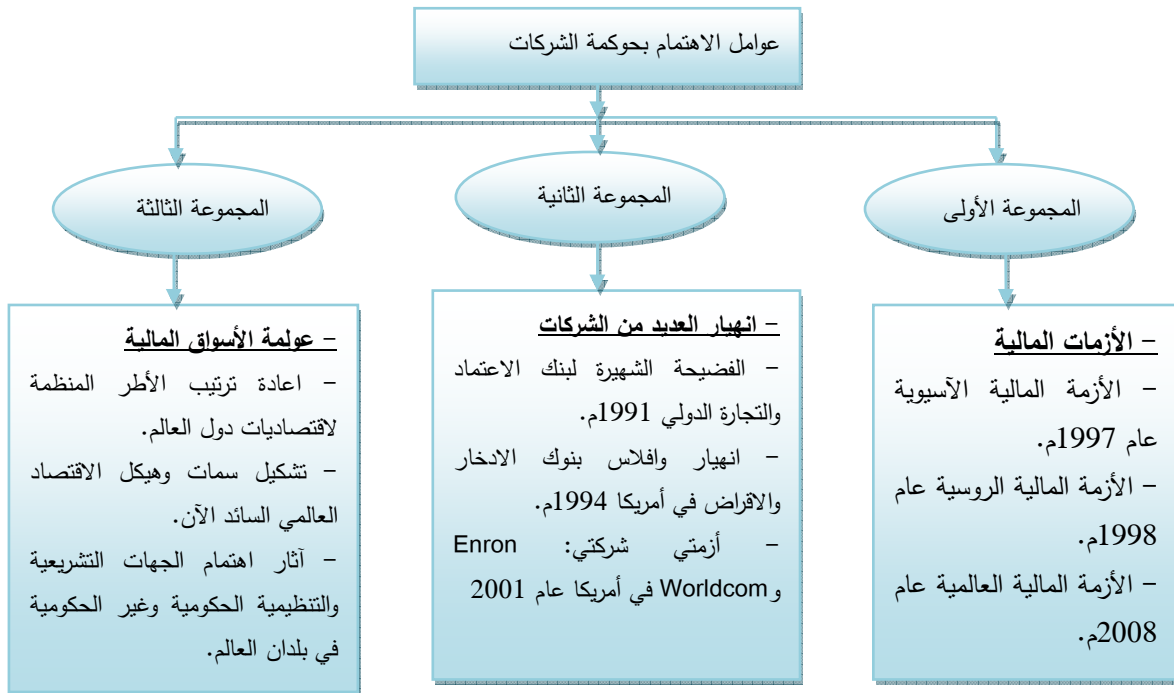 عوامل الاهتمام بحوكمة الشركات
المجموعة الأولى
المجموعة الثانية
المجموعة الثالثة
– الأزمات المالية
– الأزمة المالية الآسيوية
عام 1997م.
– الأزمة المالية الروسية عام
1998م.
– الأزمة المالية العالمية عام
2008م.
– انهيار العديد من الشركات
– الفضيحة الشهيرة لبنك الاعتماد
والتجارة الدولي 1991م.
– انهيار وافلاس بنوك الادخار
والاقراض في أمريكا 1994م.
– أزمتي شركتي: Enron
وWorldcom في أمريكا عام 2001
– عولمة الأسواق المالية
– اعادة ترتيب الأطر المنظمة
لاقتصاديات دول العالم.
– تشكيل سمات وهيكل الاقتصاد
العالمي السائد الآن.
– آثار اهتمام الجهات التشريعية
والتنظيمية الحكومية وغير الحكومية
في بلدان العالم.